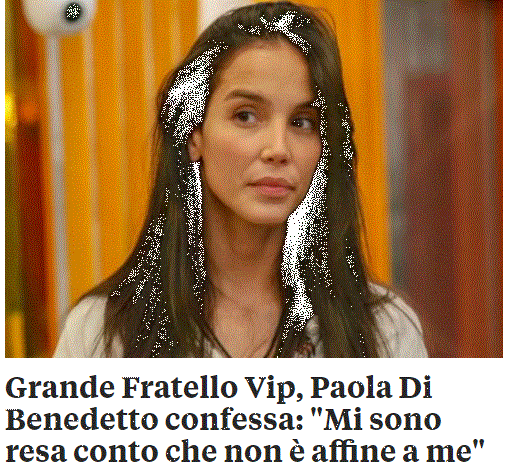 Grande Fratello Vip, Paola Di
Benedetto confessa: "Mi sono
resa conto che non è affine a me"